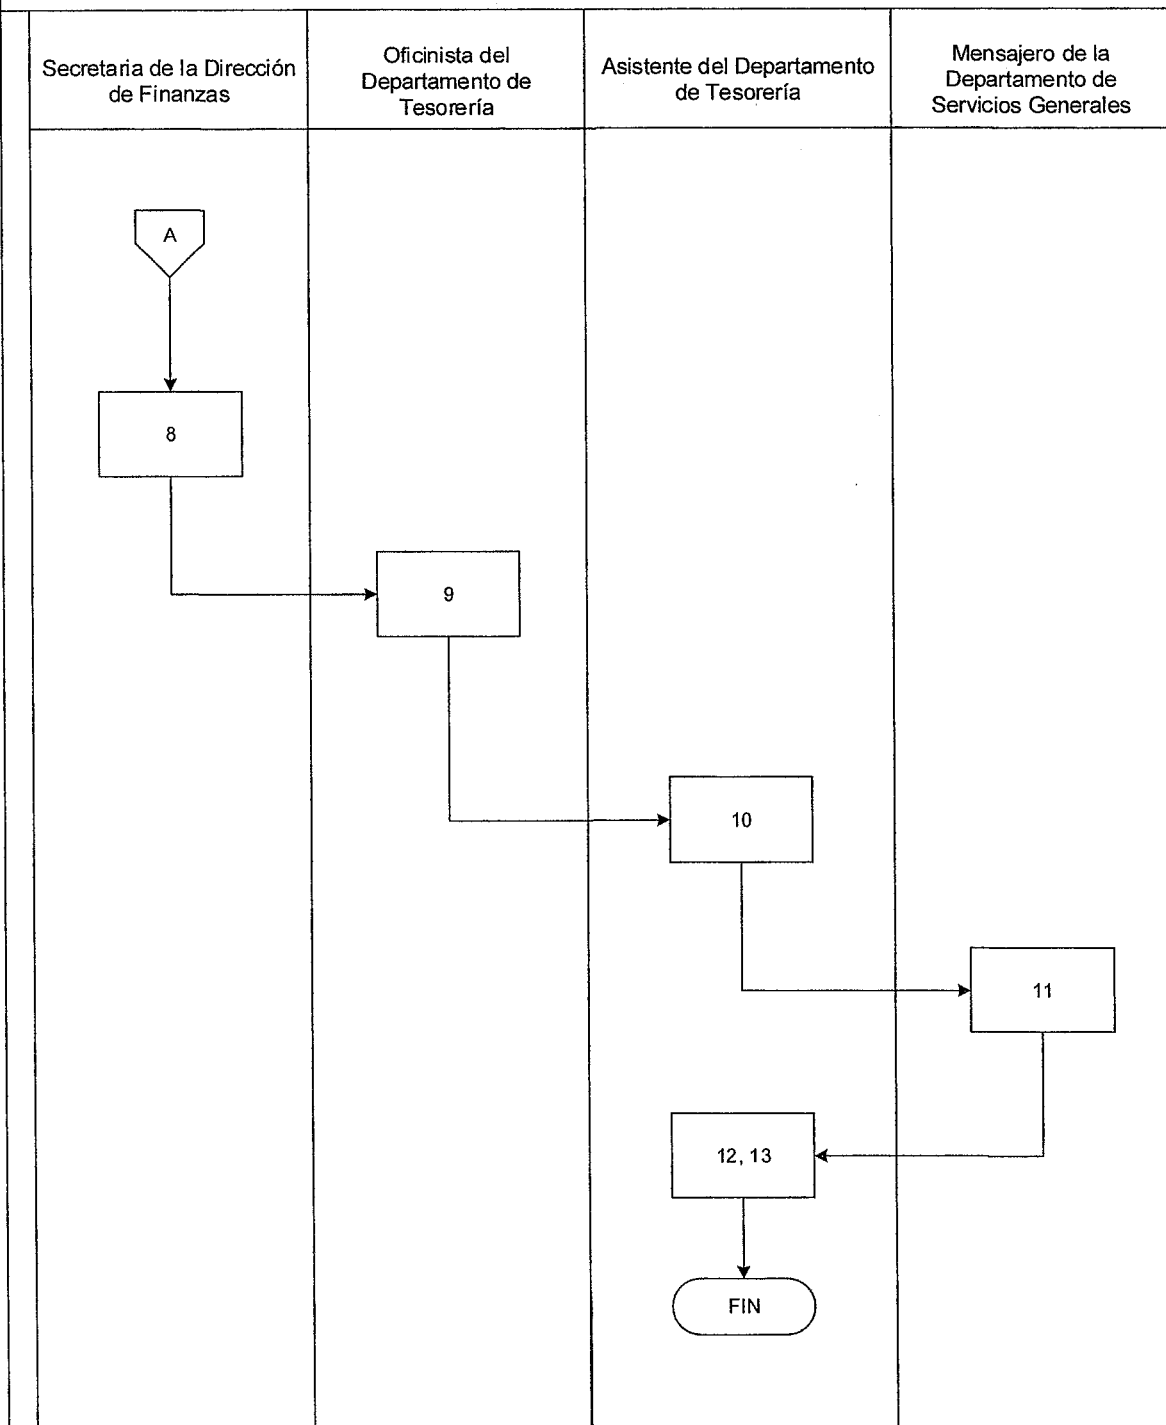 Secretaria de la Dirección
de Finanzas
Oficinista del
Departamento de
Tesorería
Asistente del Departamento
de Tesorería
Mensajero de la
Departamento de
Servicios Generales
A
8
9
10
11
12, 13
FIN